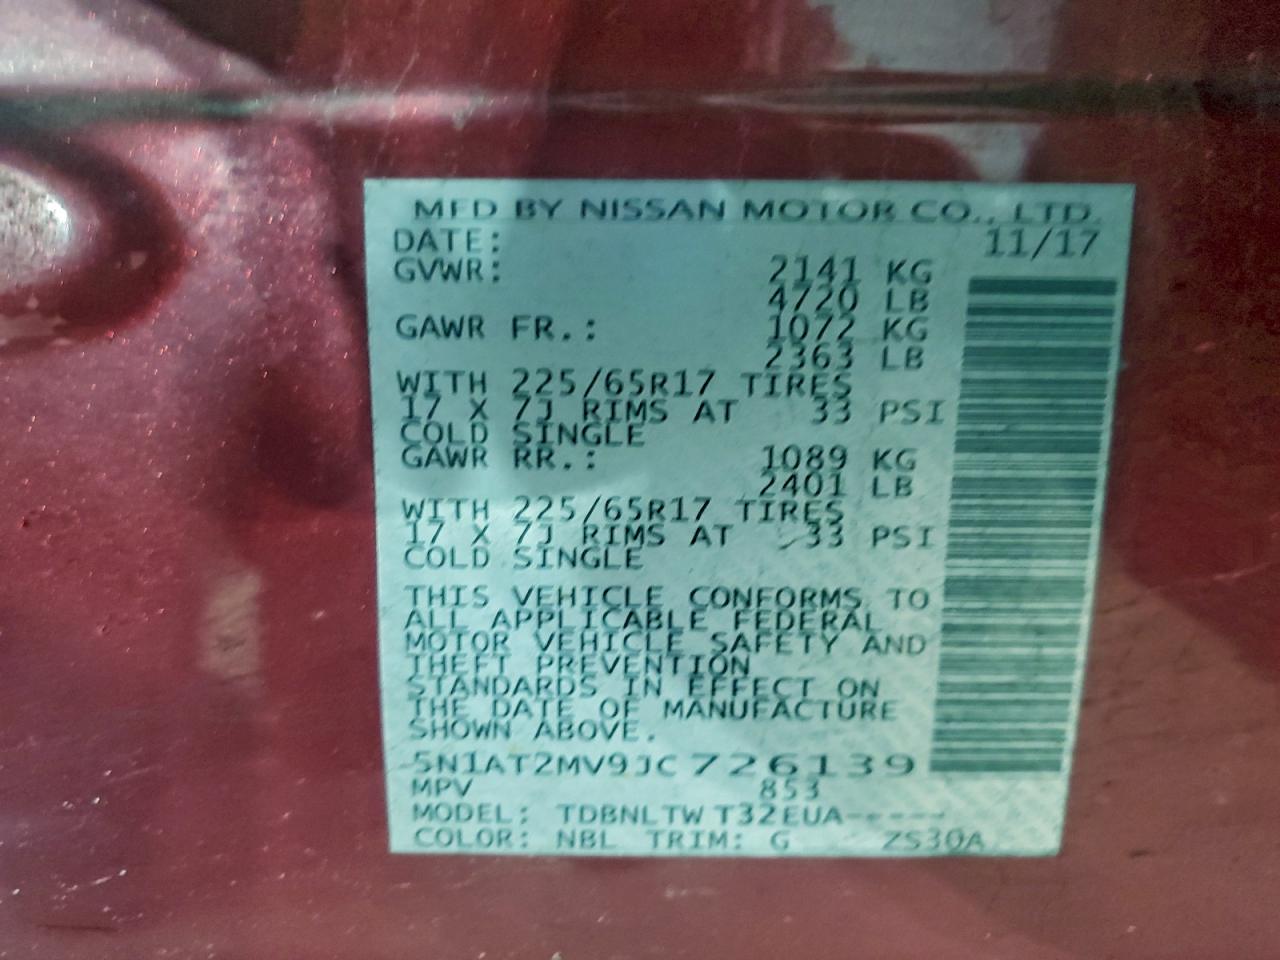 MFD BY NISSAN MOTOR CO., LTD.
DATE: 11/17
GVWR: 2141 KG
4720 LB
GAWR FR.: 1072 KG
2363 LB
WITH 225/65R17 TIRES
17 X 7J RIMS AT 33 PSI
COLD SINGLE
GAWR RR.: 1089 KG
2401 LB
WITH 225/65R17 TIRES
17 X 7J RIMS AT 33 PSI
COLD SINGLE
THIS VEHICLE CONFORMS TO
ALL APPLICABLE FEDERAL
MOTOR VEHICLE SAFETY AND
THEFT PREVENTION
STANDARDS IN EFFECT ON
THE DATE OF MANUFACTURE
SHOWN ABOVE.
5N1AT2MV9JC726139
MPV 853
MODEL: TDBNLTW T32EUA-----
COLOR: NBL TRIM: G ZS30A